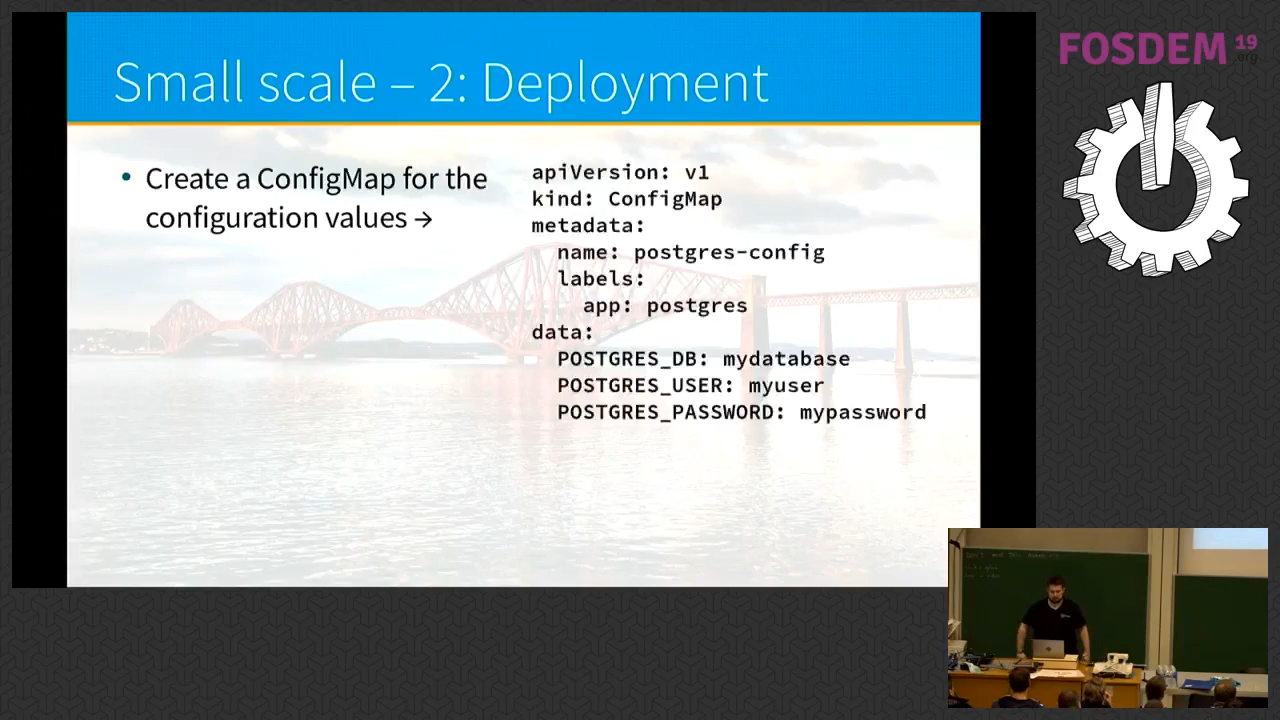 Small scale – 2: Deployment
• Create a ConfigMap for the
configuration values →
apiVersion: v1
kind: ConfigMap
metadata:
  name: postgres-config
  labels:
    app: postgres
data:
  POSTGRES_DB: mydatabase
  POSTGRES_USER: myuser
  POSTGRES_PASSWORD: mypassword
FOSDEM 19
.org